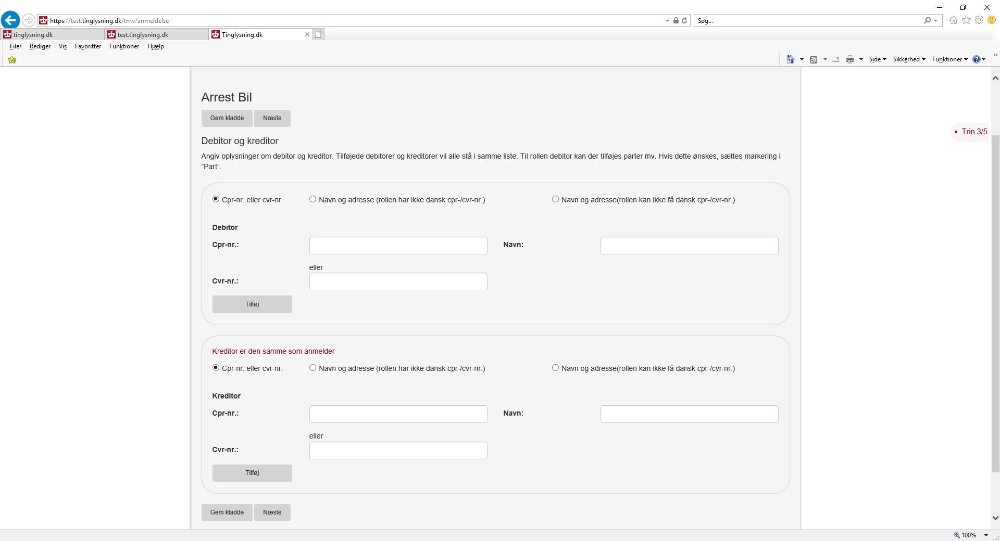 https://test.tinglysning.dk/tmv/anmeldelse
Søg...
tinglysning.dk
test.tinglysning.dk
Tinglysning.dk
Filer Rediger Vis Favoritter Funktioner Hjælp
Side Sikkerhed Funktioner
Arrest Bil
Gem kladde Næste
Trin 3/5
Debitor og kreditor
Angiv oplysninger om debitor og kreditor. Tilføjede debitorer og kreditorer vil alle stå i samme liste. Til rollen debitor kan der tilføjes parter mv. Hvis dette ønskes, sættes markering i
”Part”.
Cpr-nr. eller cvr-nr. Navn og adresse (rollen har ikke dansk cpr-/cvr-nr.) Navn og adresse(rollen kan ikke få dansk cpr-/cvr-nr.)
Debitor
Cpr-nr.: Navn:
eller
Cvr-nr.:
Tilføj
Kreditor er den samme som anmelder
Cpr-nr. eller cvr-nr. Navn og adresse (rollen har ikke dansk cpr-/cvr-nr.) Navn og adresse(rollen kan ikke få dansk cpr-/cvr-nr.)
Kreditor
Cpr-nr.: Navn:
eller
Cvr-nr.:
Tilføj
Gem kladde Næste
100%